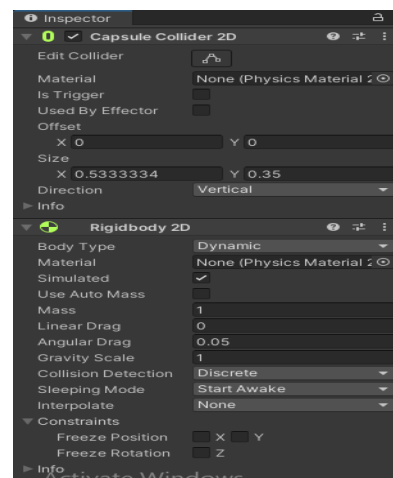 Inspector
Capsule Collider 2D
Edit Collider
Material None (Physics Material 2
Is Trigger
Used By Effector
Offset
X 0 Y 0
Size
X 0.5333334 Y 0.35
Direction Vertical
Info
Rigidbody 2D
Body Type Dynamic
Material None (Physics Material 2
Simulated
Use Auto Mass
Mass 1
Linear Drag 0
Angular Drag 0.05
Gravity Scale 1
Collision Detection Discrete
Sleeping Mode Start Awake
Interpolate None
Constraints
Freeze Position X Y
Freeze Rotation Z
Info
Activate Windows